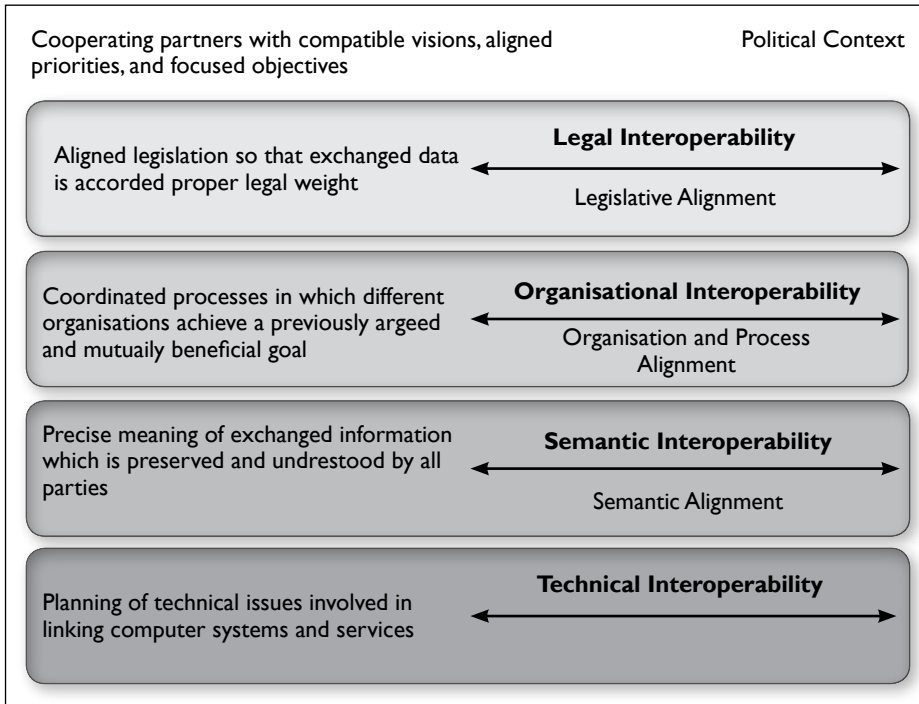 Cooperating partners with compatible visions, aligned
priorities, and focused objectives
Political Context
Aligned legislation so that exchanged data
is accorded proper legal weight
Legal Interoperability
Legislative Alignment
Coordinated processes in which different
organisations achieve a previously argeed
and mutuaily beneficial goal
Organisational Interoperability
Organisation and Process
Alignment
Precise meaning of exchanged information
which is preserved and undrestood by all
parties
Semantic Interoperability
Semantic Alignment
Planning of technical issues involved in
linking computer systems and services
Technical Interoperability